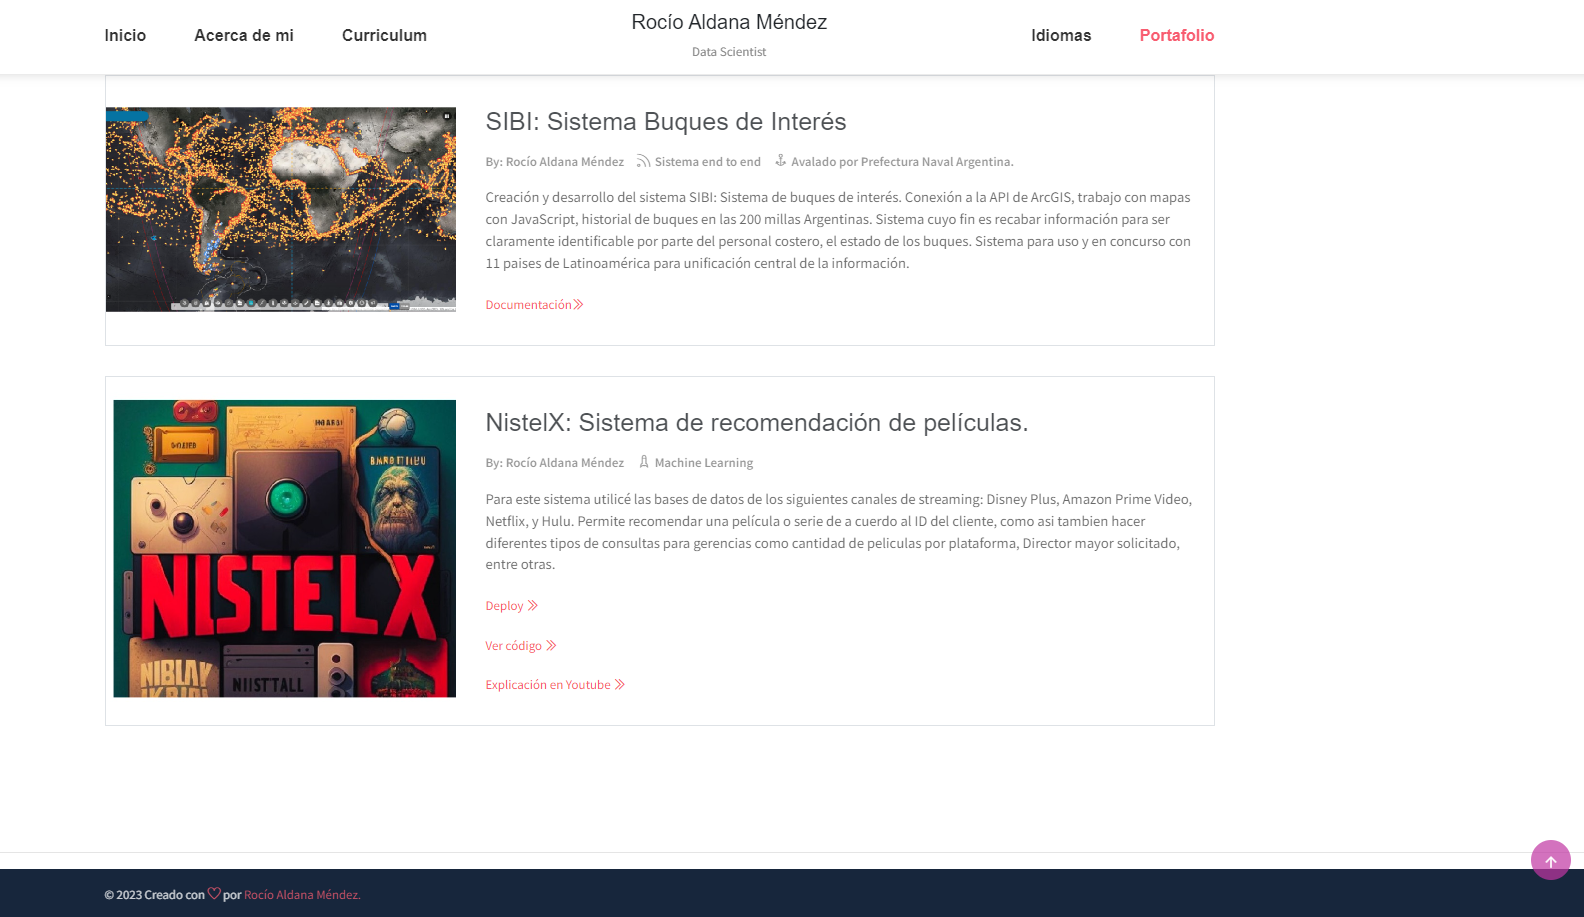 Inicio
Acerca de mi
Curriculum
Rocío Aldana Méndez
Data Scientist
Idiomas
Portafolio
SIBI: Sistema Buques de Interés
By: Rocío Aldana Méndez Sistema end to end Avalado por Prefectura Naval Argentina.
Creación y desarrollo del sistema SIBI: Sistema de buques de interés. Conexión a la API de ArcGIS, trabajo con mapas
con JavaScript, historial de buques en las 200 millas Argentinas. Sistema cuyo fin es recabar información para ser
claramente identificable por parte del personal costero, el estado de los buques. Sistema para uso y en concurso con
11 paises de Latinoamérica para unificación central de la información.
Documentación
NISTELX
NIBLAY
NIISTTALL
NistelX: Sistema de recomendación de películas.
By: Rocío Aldana Méndez Machine Learning
Para este sistema utilicé las bases de datos de los siguientes canales de streaming: Disney Plus, Amazon Prime Video,
Netflix, y Hulu. Permite recomendar una película o serie de a cuerdo al ID del cliente, como asi tambien hacer
diferentes tipos de consultas para gerencias como cantidad de peliculas por plataforma, Director mayor solicitado,
entre otras.
Deploy
Ver código
Explicación en Youtube
© 2023 Creado con por Rocío Aldana Méndez.